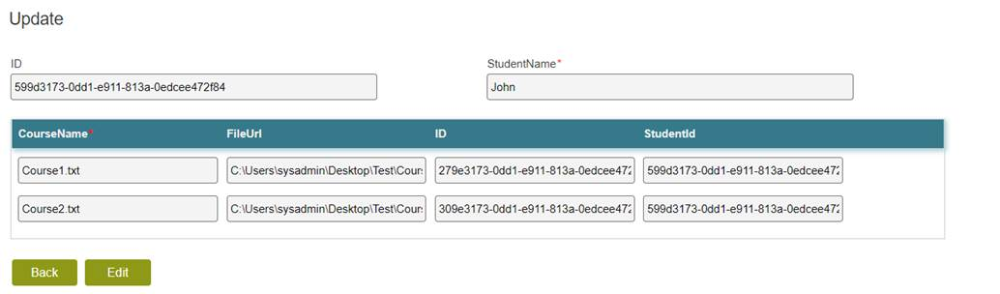 Update
ID StudentName*
599d3173-0dd1-e911-813a-0edcee472f84 John
CourseName* FileUrl ID StudentId
Course1.txt C:\Users\sysadmin\Desktop\Test\Cour 279e3173-0dd1-e911-813a-0edcee472 599d3173-0dd1-e911-813a-0edcee472
Course2.txt C:\Users\sysadmin\Desktop\Test\Cour 309e3173-0dd1-e911-813a-0edcee472 599d3173-0dd1-e911-813a-0edcee472
Back Edit